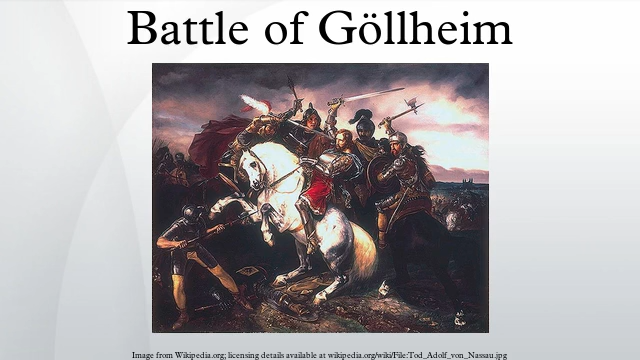 Battle of Göllheim
Image from Wikipedia.org; licensing details available at wikipedia.org/wiki/File:Tod_Adolf_von_Nassau.jpg